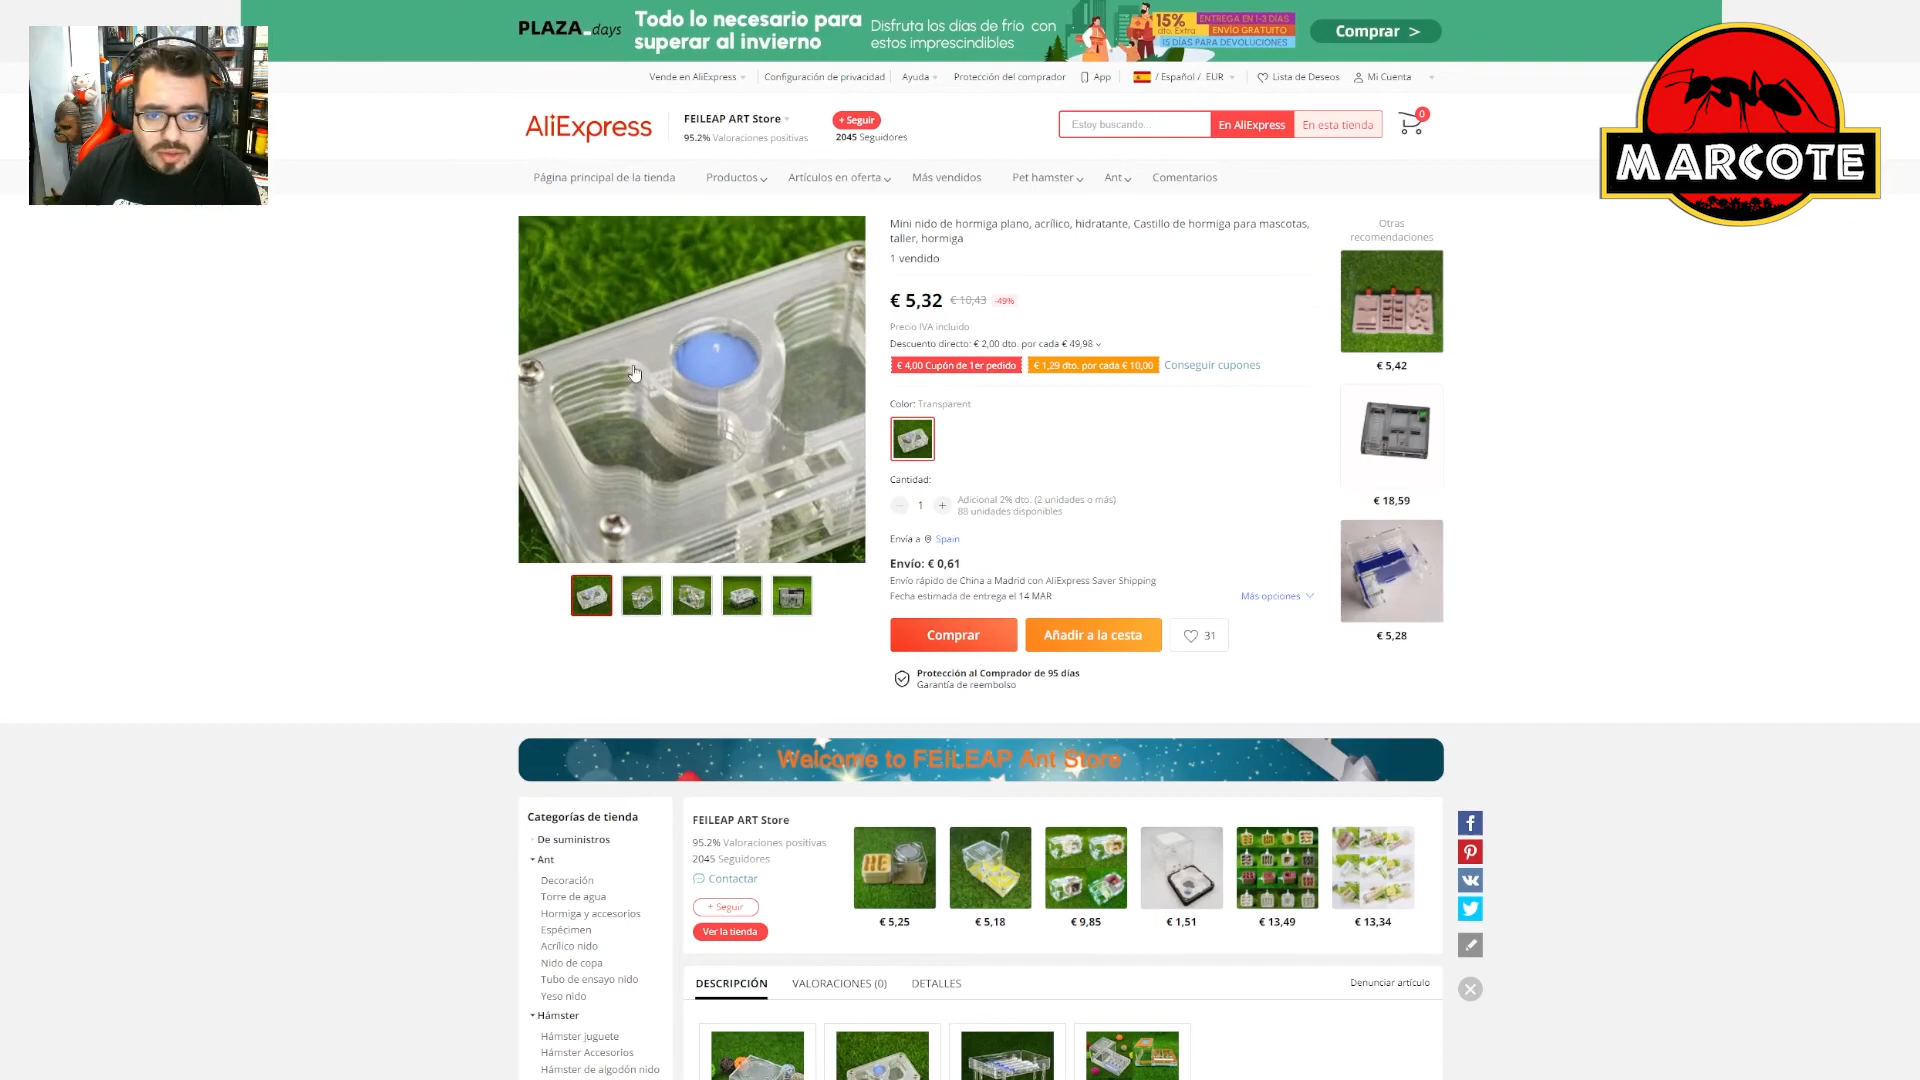 PLAZA_days
Todo lo necesario para
superar al invierno
Disfruta los días de frío con
estos imprescindibles
15%
dto. Extra
ENTREGA EN 1-3 DÍAS
ENVÍO GRATUITO
15 DÍAS PARA DEVOLUCIONES
Comprar >
Vende en AliExpress
Configuración de privacidad
Ayuda
Protección del comprador
App
/ Español / EUR
Lista de Deseos
Mi Cuenta
AliExpress
FEILEAP ART Store
95.2% Valoraciones positivas
+ Seguir
2045 Seguidores
Estoy buscando...
En AliExpress
En esta tienda
0
MARCOTE
Página principal de la tienda
Productos
Artículos en oferta
Más vendidos
Pet hamster
Ant
Comentarios
Mini nido de hormiga plano, acrílico, hidratante, Castillo de hormiga para mascotas,
taller, hormiga
1 vendido
€ 5,32 € 10,43 -49%
Precio IVA incluido
Descuento directo: € 2,00 dto. por cada € 49,98
€ 4,00 Cupón de 1er pedido
€ 1,29 dto. por cada € 10,00
Conseguir cupones
Color: Transparent
Cantidad:
− 1 +
Adicional 2% dto. (2 unidades o más)
88 unidades disponibles
Envía a Spain
Envío: € 0,61
Envío rápido de China a Madrid con AliExpress Saver Shipping
Fecha estimada de entrega el 14 MAR
Más opciones
Comprar
Añadir a la cesta
31
Protección al Comprador de 95 días
Garantía de reembolso
Otras
recomendaciones
€ 5,42
€ 18,59
€ 5,28
Welcome to FEILEAP Ant Store
Categorías de tienda
De suministros
Ant
Decoración
Torre de agua
Hormiga y accesorios
Espécimen
Acrílico nido
Nido de copa
Tubo de ensayo nido
Yeso nido
Hámster
Hámster juguete
Hámster Accesorios
Hámster de algodón nido
FEILEAP ART Store
95.2% Valoraciones positivas
2045 Seguidores
Contactar
+ Seguir
Ver la tienda
€ 5,25
€ 5,18
€ 9,85
€ 1,51
€ 13,49
€ 13,34
DESCRIPCIÓN
VALORACIONES (0)
DETALLES
Denunciar artículo